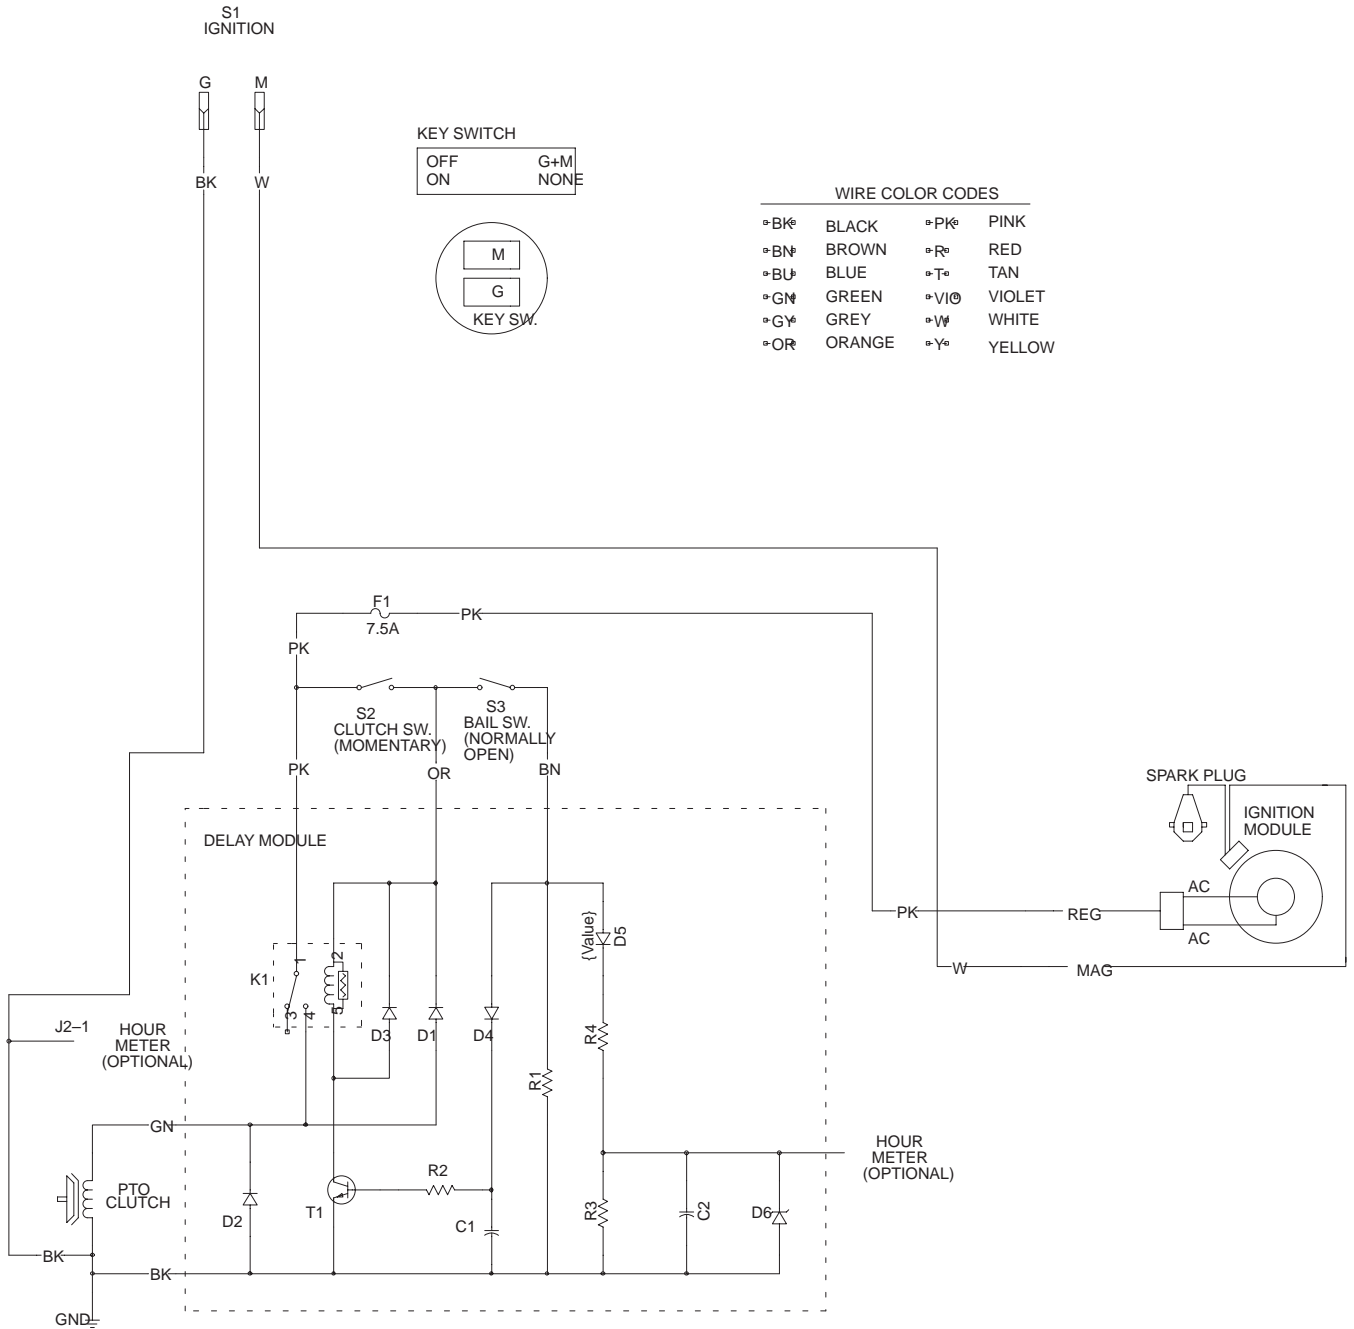 S1
IGNITION
G M
BK W
KEY SWITCH
OFF G+M
ON NONE
M
G
KEY SW.
WIRE COLOR CODES
BK BLACK PK PINK
BN BROWN R RED
BU BLUE T TAN
GN GREEN VIO VIOLET
GY GREY W WHITE
OR ORANGE Y YELLOW
F1
7.5A
PK
PK
S2
CLUTCH SW.
(MOMENTARY)
S3
BAIL SW.
(NORMALLY
OPEN)
PK
OR
BN
SPARK PLUG
IGNITION
MODULE
DELAY MODULE
AC
PK
REG
AC
W
MAG
{Value}
D5
K1
1
2
3
4
5
D3
D1
D4
R4
R1
J2–1
HOUR
METER
(OPTIONAL)
GN
HOUR
METER
(OPTIONAL)
PTO
CLUTCH
D2
T1
R2
C1
R3
C2
D6
BK
BK
GND